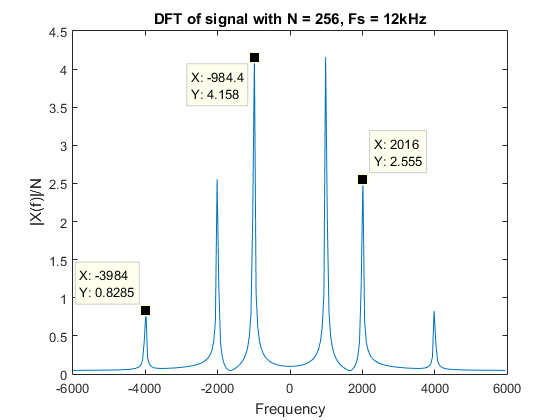 DFT of signal with N = 256, Fs = 12kHz
|X(f)|/N
4.5
4
3.5
3
2.5
2
1.5
1
0.5
0
X: -984.4
Y: 4.158
X: 2016
Y: 2.555
X: -3984
Y: 0.8285
-6000 -4000 -2000 0 2000 4000 6000
Frequency